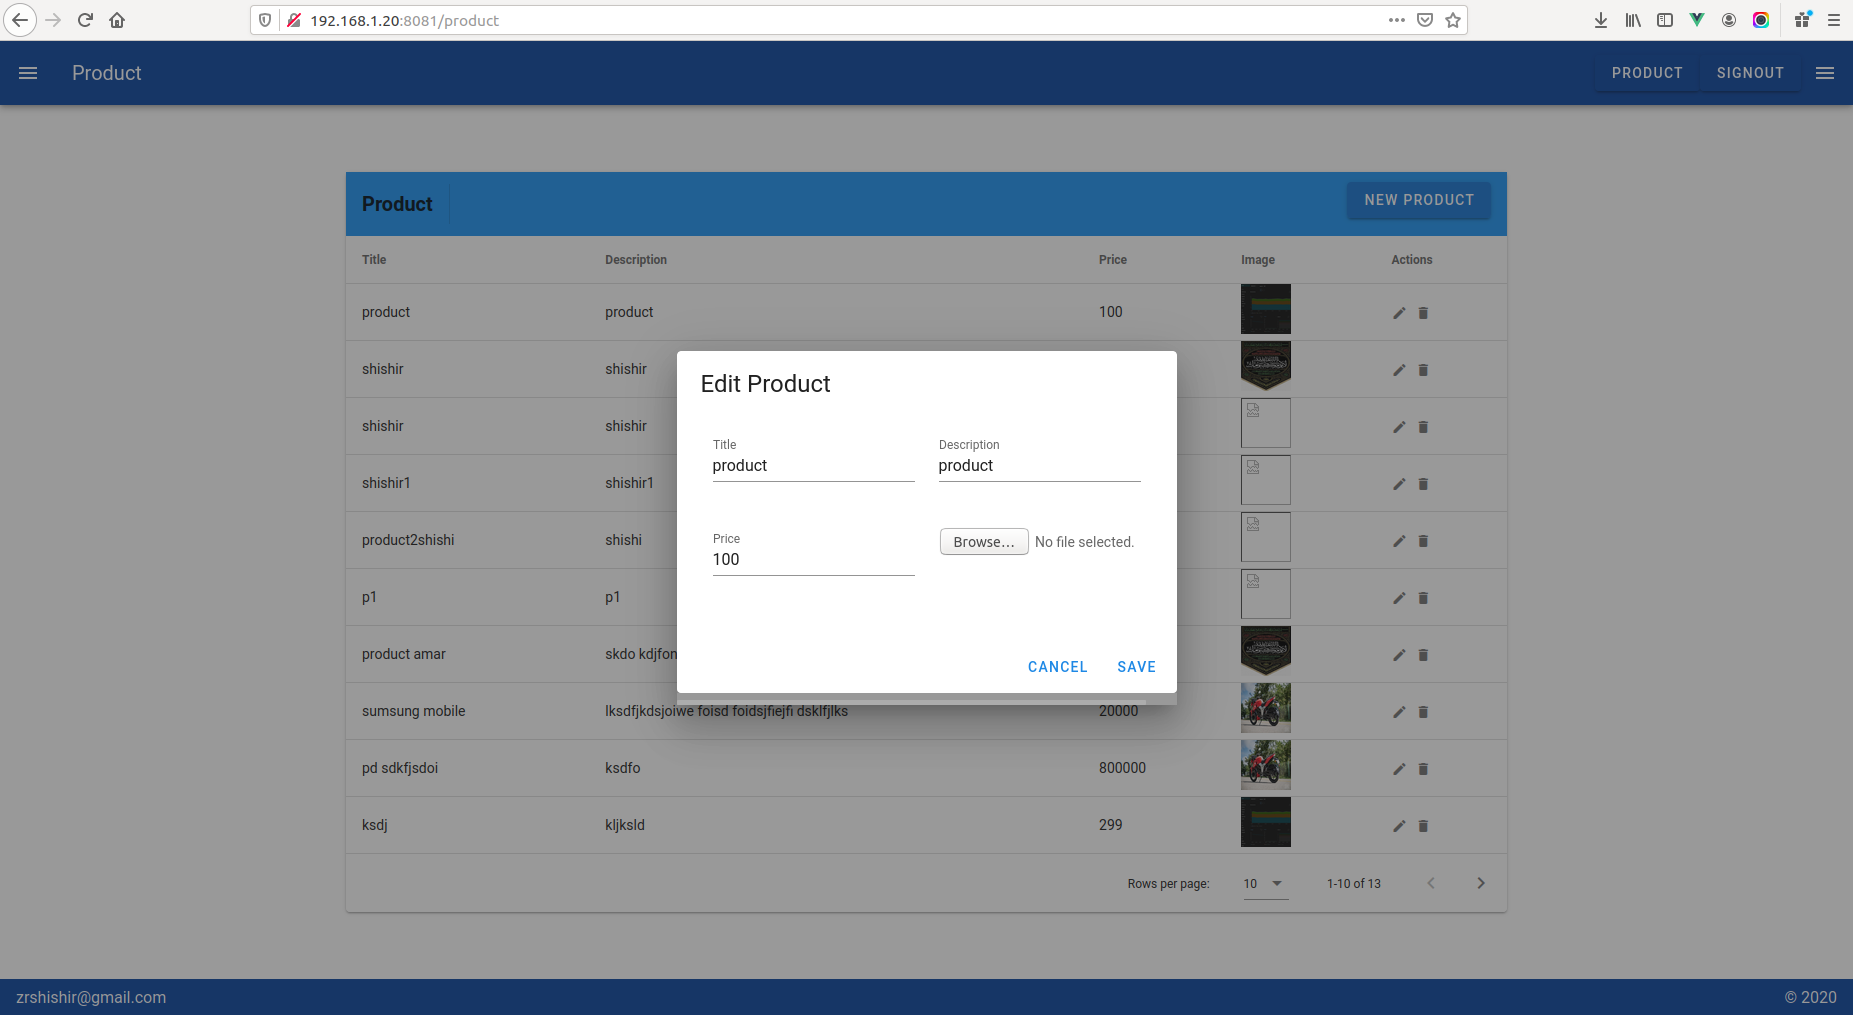 192.168.1.20:8081/product
Product
PRODUCT SIGNOUT
Product
NEW PRODUCT
Title Description Price Image Actions
product product 100
shishir shishir
shishir shishir
shishir1 shishir1
product2shishi shishi
p1 p1
product amar skdo kdjfon
sumsung mobile lksdfjkdsjoiwe foisd foidsjfiejfi dsklfjlks 20000
pd sdkfjsdoi ksdfo 800000
ksdj kljksld 299
Rows per page: 10 1-10 of 13
Edit Product
Title Description
product product
Price
100
Browse... No file selected.
CANCEL SAVE
zrshishir@gmail.com © 2020